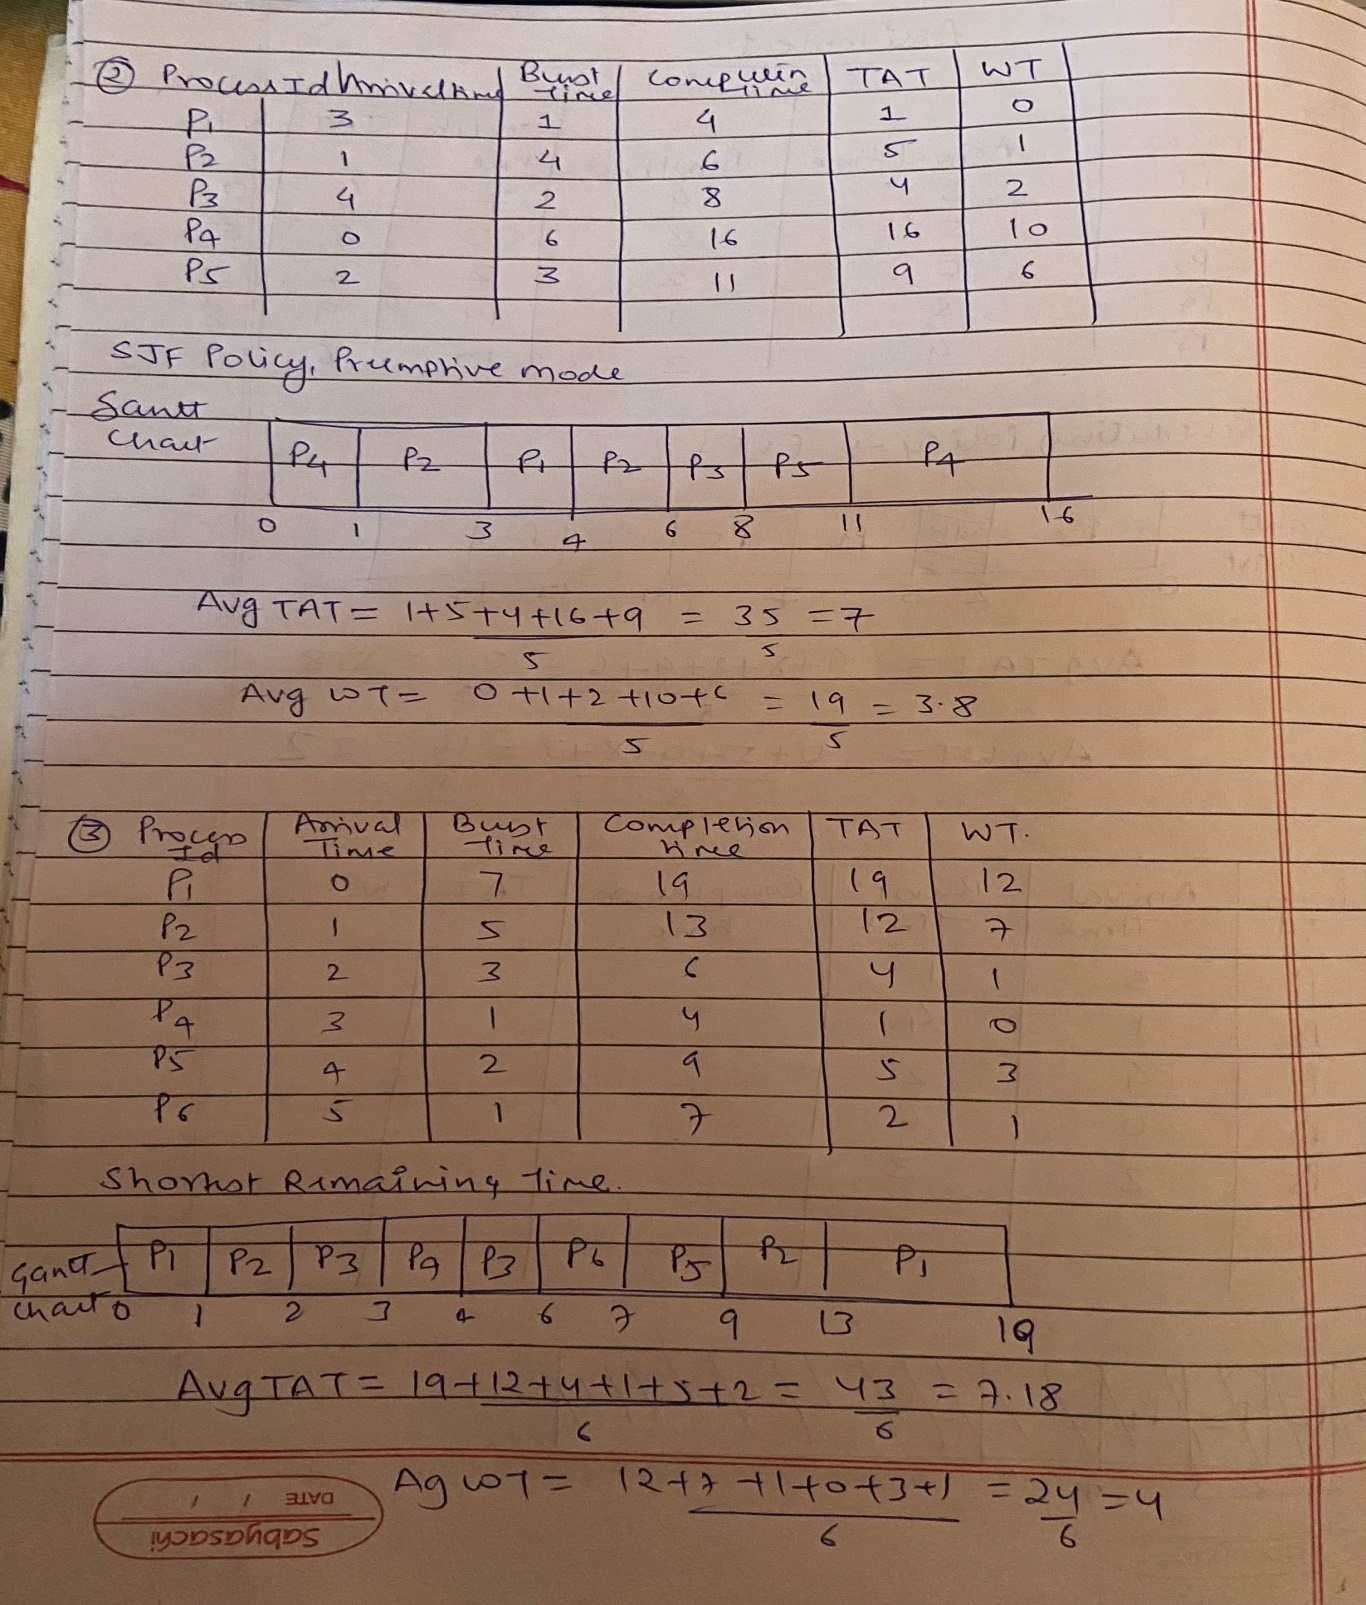 ② Process Id Arrival time Burst Time Completion time TAT WT
P1 3 1 4 1 0
P2 1 4 6 5 1
P3 4 2 8 4 2
P4 0 6 16 16 10
P5 2 3 11 9 6
SJF Policy, Preemptive mode
Gantt
Chart
P4 P2 P1 P2 P3 P5 P4
0 1 3 4 6 8 11 16
Avg TAT = 1+5+4+16+9 / 5 = 35 / 5 = 7
Avg WT = 0+1+2+10+6 / 5 = 19 / 5 = 3.8
③ Process Id Arrival Time Burst Time Completion time TAT WT.
P1 0 7 19 19 12
P2 1 5 13 12 7
P3 2 3 6 4 1
P4 3 1 4 1 0
P5 4 2 9 5 3
P6 5 1 7 2 1
Shortest Remaining Time.
P1 P2 P3 P4 P3 P6 P5 P2 P1
Gantt
chart 0 1 2 3 4 6 7 9 13 19
Avg TAT = 19+12+4+1+5+2 / 6 = 43 / 6 = 7.18
Ag WT = 12+7+1+0+3+1 / 6 = 24 / 6 = 4
DATE / /
Sabyasachi